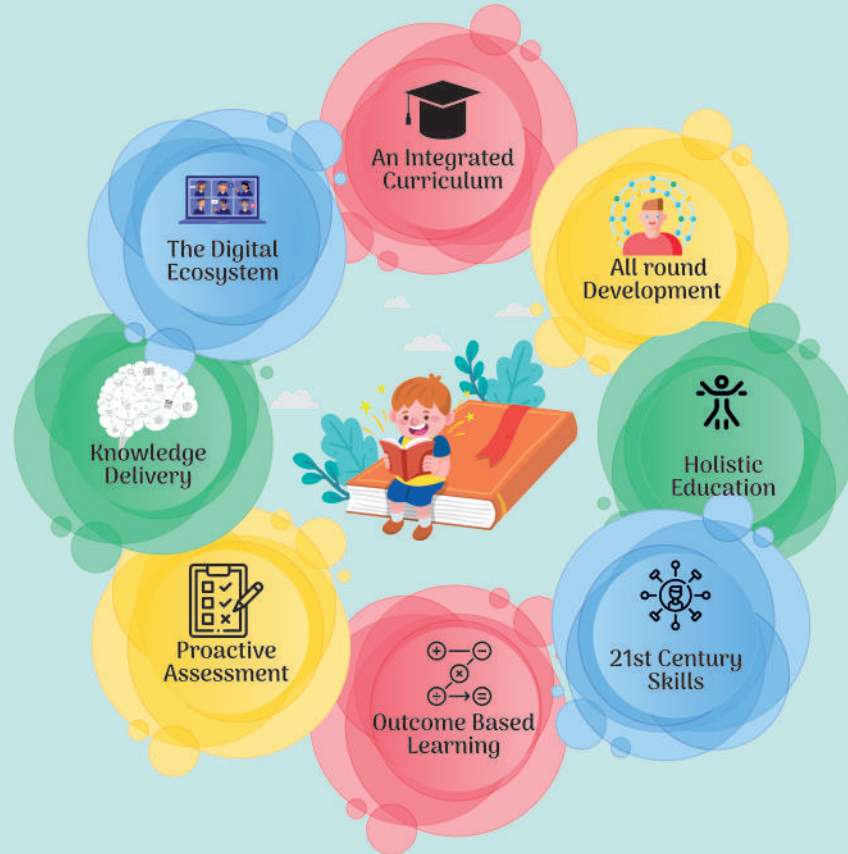 An Integrated
Curriculum
All round
Development
Holistic
Education
21st Century
Skills
Outcome Based
Learning
Proactive
Assessment
Knowledge
Delivery
The Digital
Ecosystem